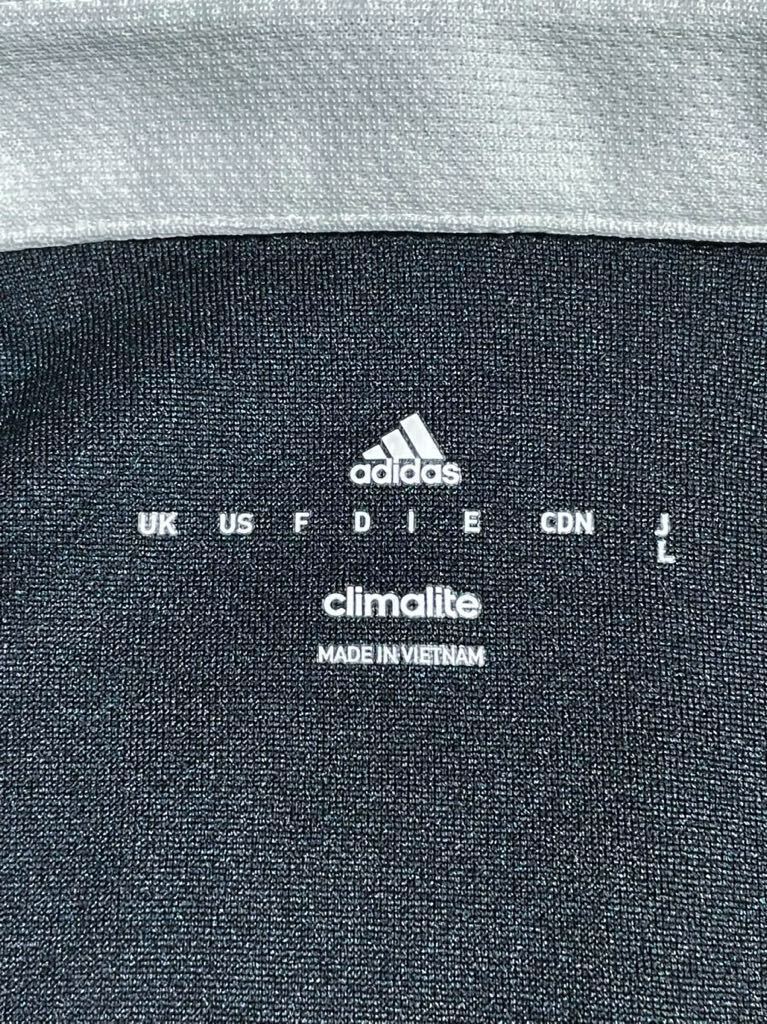 adidas
UK US F D I E CDN J
L
climalite
MADE IN VIETNAM